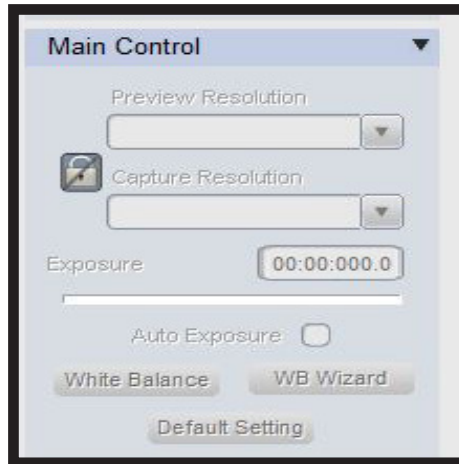 Main Control
Preview Resolution
Capture Resolution
Exposure 00:00:000.0
Auto Exposure
White Balance WB Wizard
Default Setting